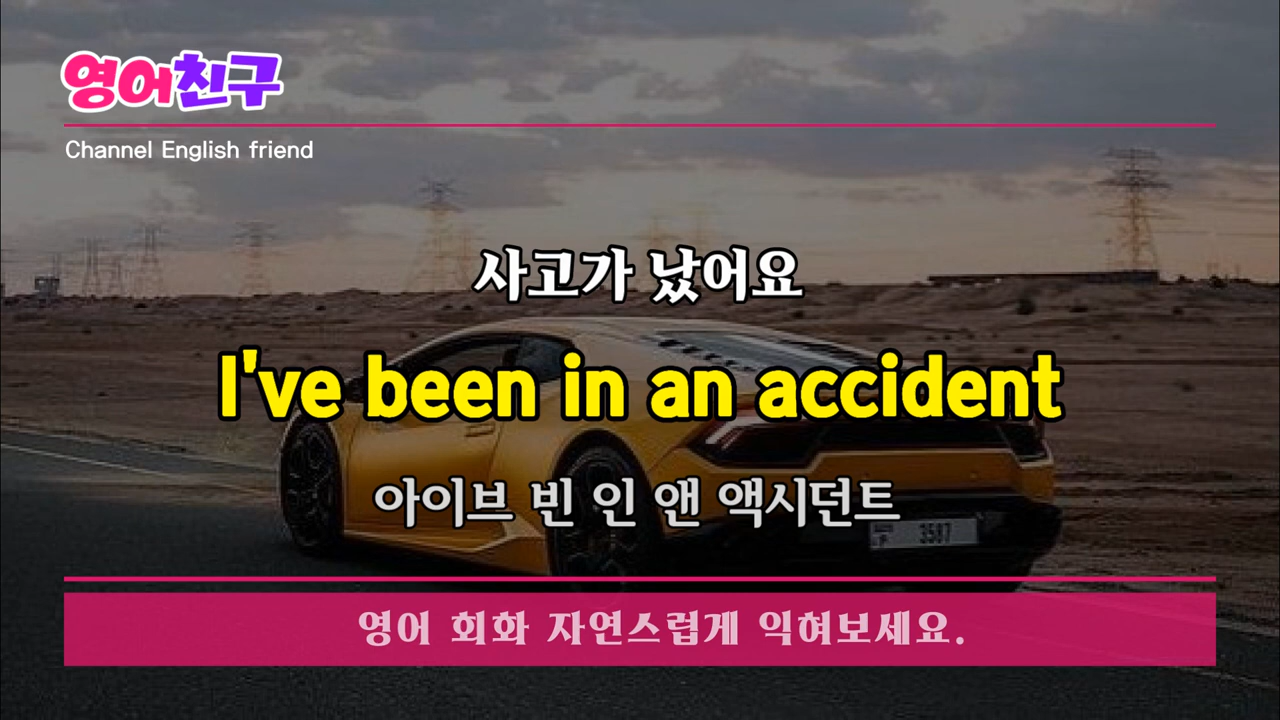 영어친구
Channel English friend
사고가 났어요
I've been in an accident
아이브 빈 인 앤 액시던트
3587
영어 회화 자연스럽게 익혀보세요.